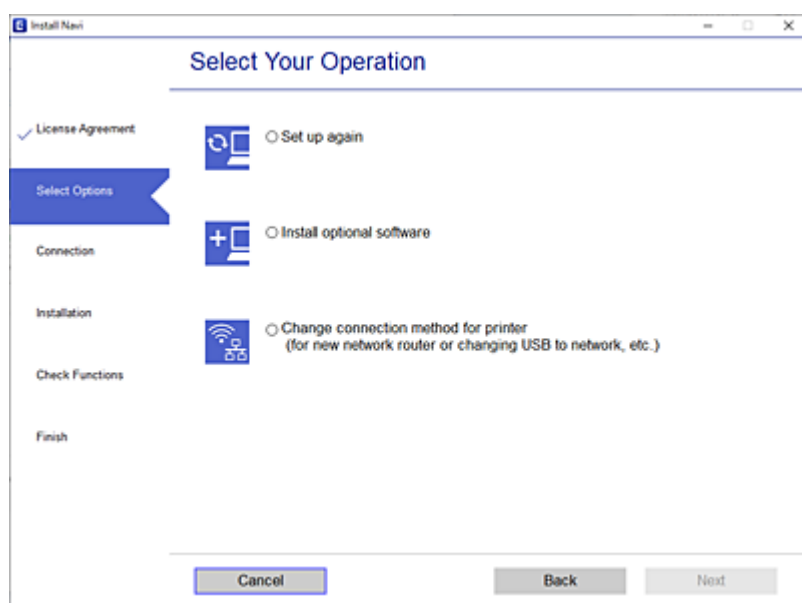 Install Navi
Select Your Operation
License Agreement
Select Options
Connection
Installation
Check Functions
Finish
Set up again
Install optional software
Change connection method for printer
(for new network router or changing USB to network, etc.)
Cancel
Back
Next